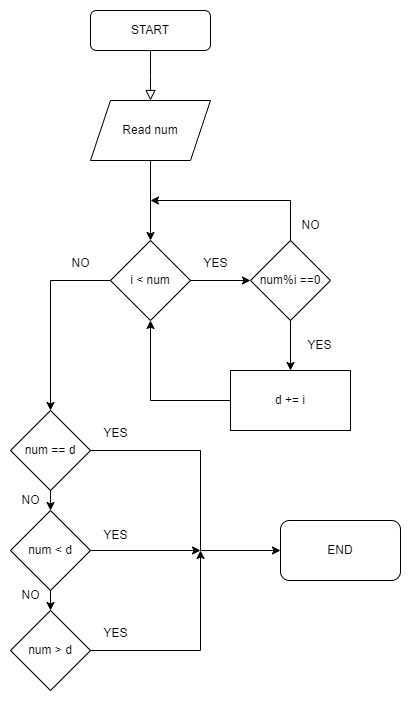 START
Read num
NO
i < num
YES
num%i ==0
NO
YES
d += i
num == d
YES
NO
num < d
YES
END
NO
num > d
YES